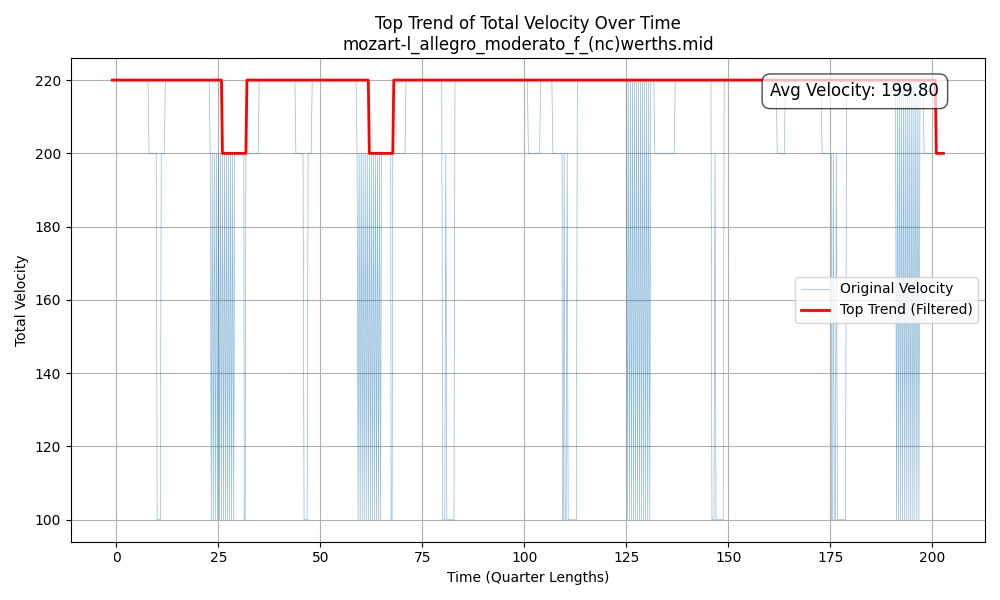 Top Trend of Total Velocity Over Time
mozart-l_allegro_moderato_f_(nc)werths.mid
Avg Velocity: 199.80
220
200
180
160
140
120
100
Total Velocity
Original Velocity
Top Trend (Filtered)
0 25 50 75 100 125 150 175 200
Time (Quarter Lengths)